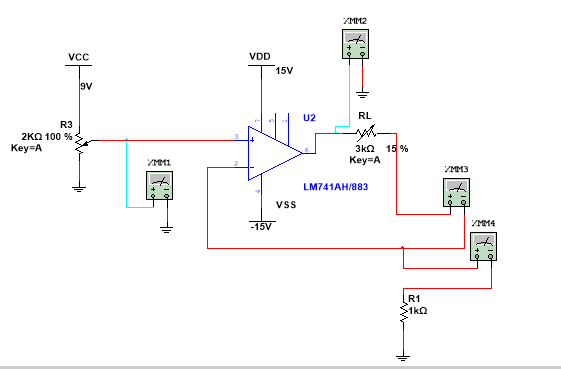 XMM2
VCC
VDD
9V
15V
R3
2KΩ 100 %
Key=A
7
5
1
U2
RL
3
2
6
+
-
3kΩ
15 %
Key=A
XMM1
XMM3
4
LM741AH/883
VSS
-15V
XMM4
R1
1kΩ